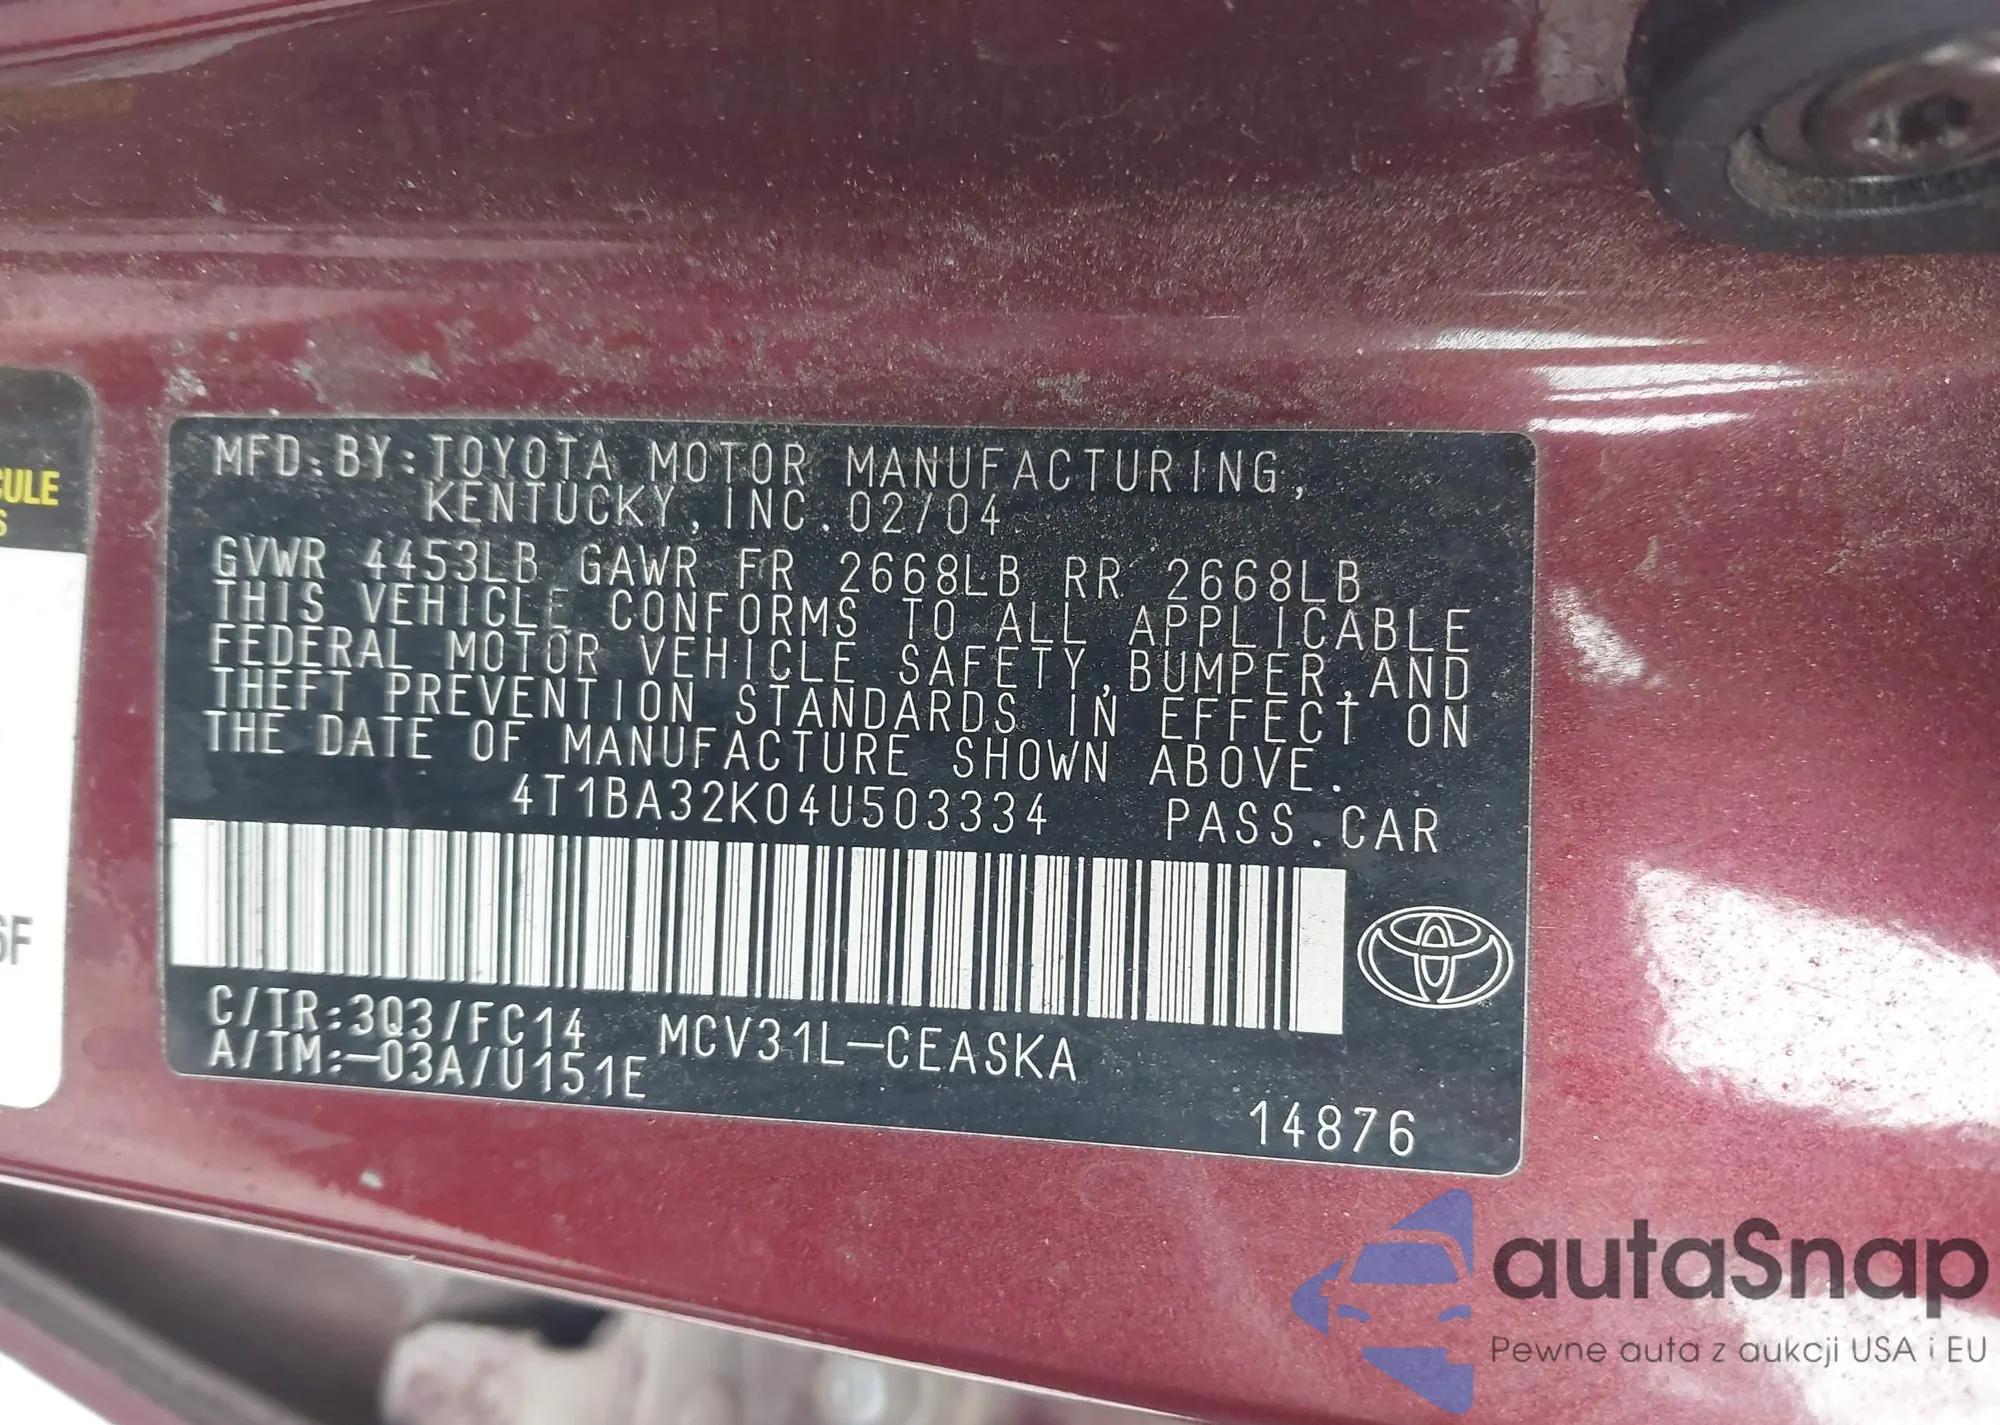 CULE
S
6F
MFD.BY:TOYOTA MOTOR MANUFACTURING,
KENTUCKY,INC.02/04
GVWR 4453LB GAWR FR 2668LB RR 2668LB
THIS VEHICLE CONFORMS TO ALL APPLICABLE
FEDERAL MOTOR VEHICLE SAFETY,BUMPER,AND
THEFT PREVENTION STANDARDS IN EFFECT ON
THE DATE OF MANUFACTURE SHOWN ABOVE.
4T1BA32K04U503334 PASS.CAR
C/TR:3Q3/FC14 MCV31L-CEASKA
A/TM:-03A/U151E
14876
autaSnap
Pewne auta z aukcji USA i EU